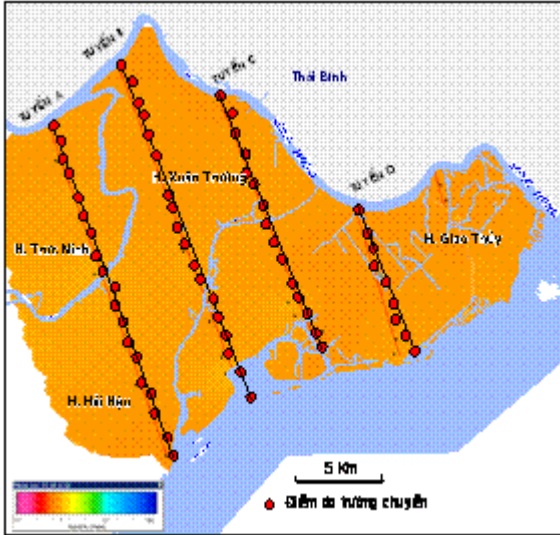 TUYẾN B
TUYẾN C
TUYẾN A
Thái Bình
H. Xuân Trường
TUYẾN D
H. Trực Ninh
H. Giao Thủy
H. Hải Hậu
5 Km
Điểm đo trường chuyển